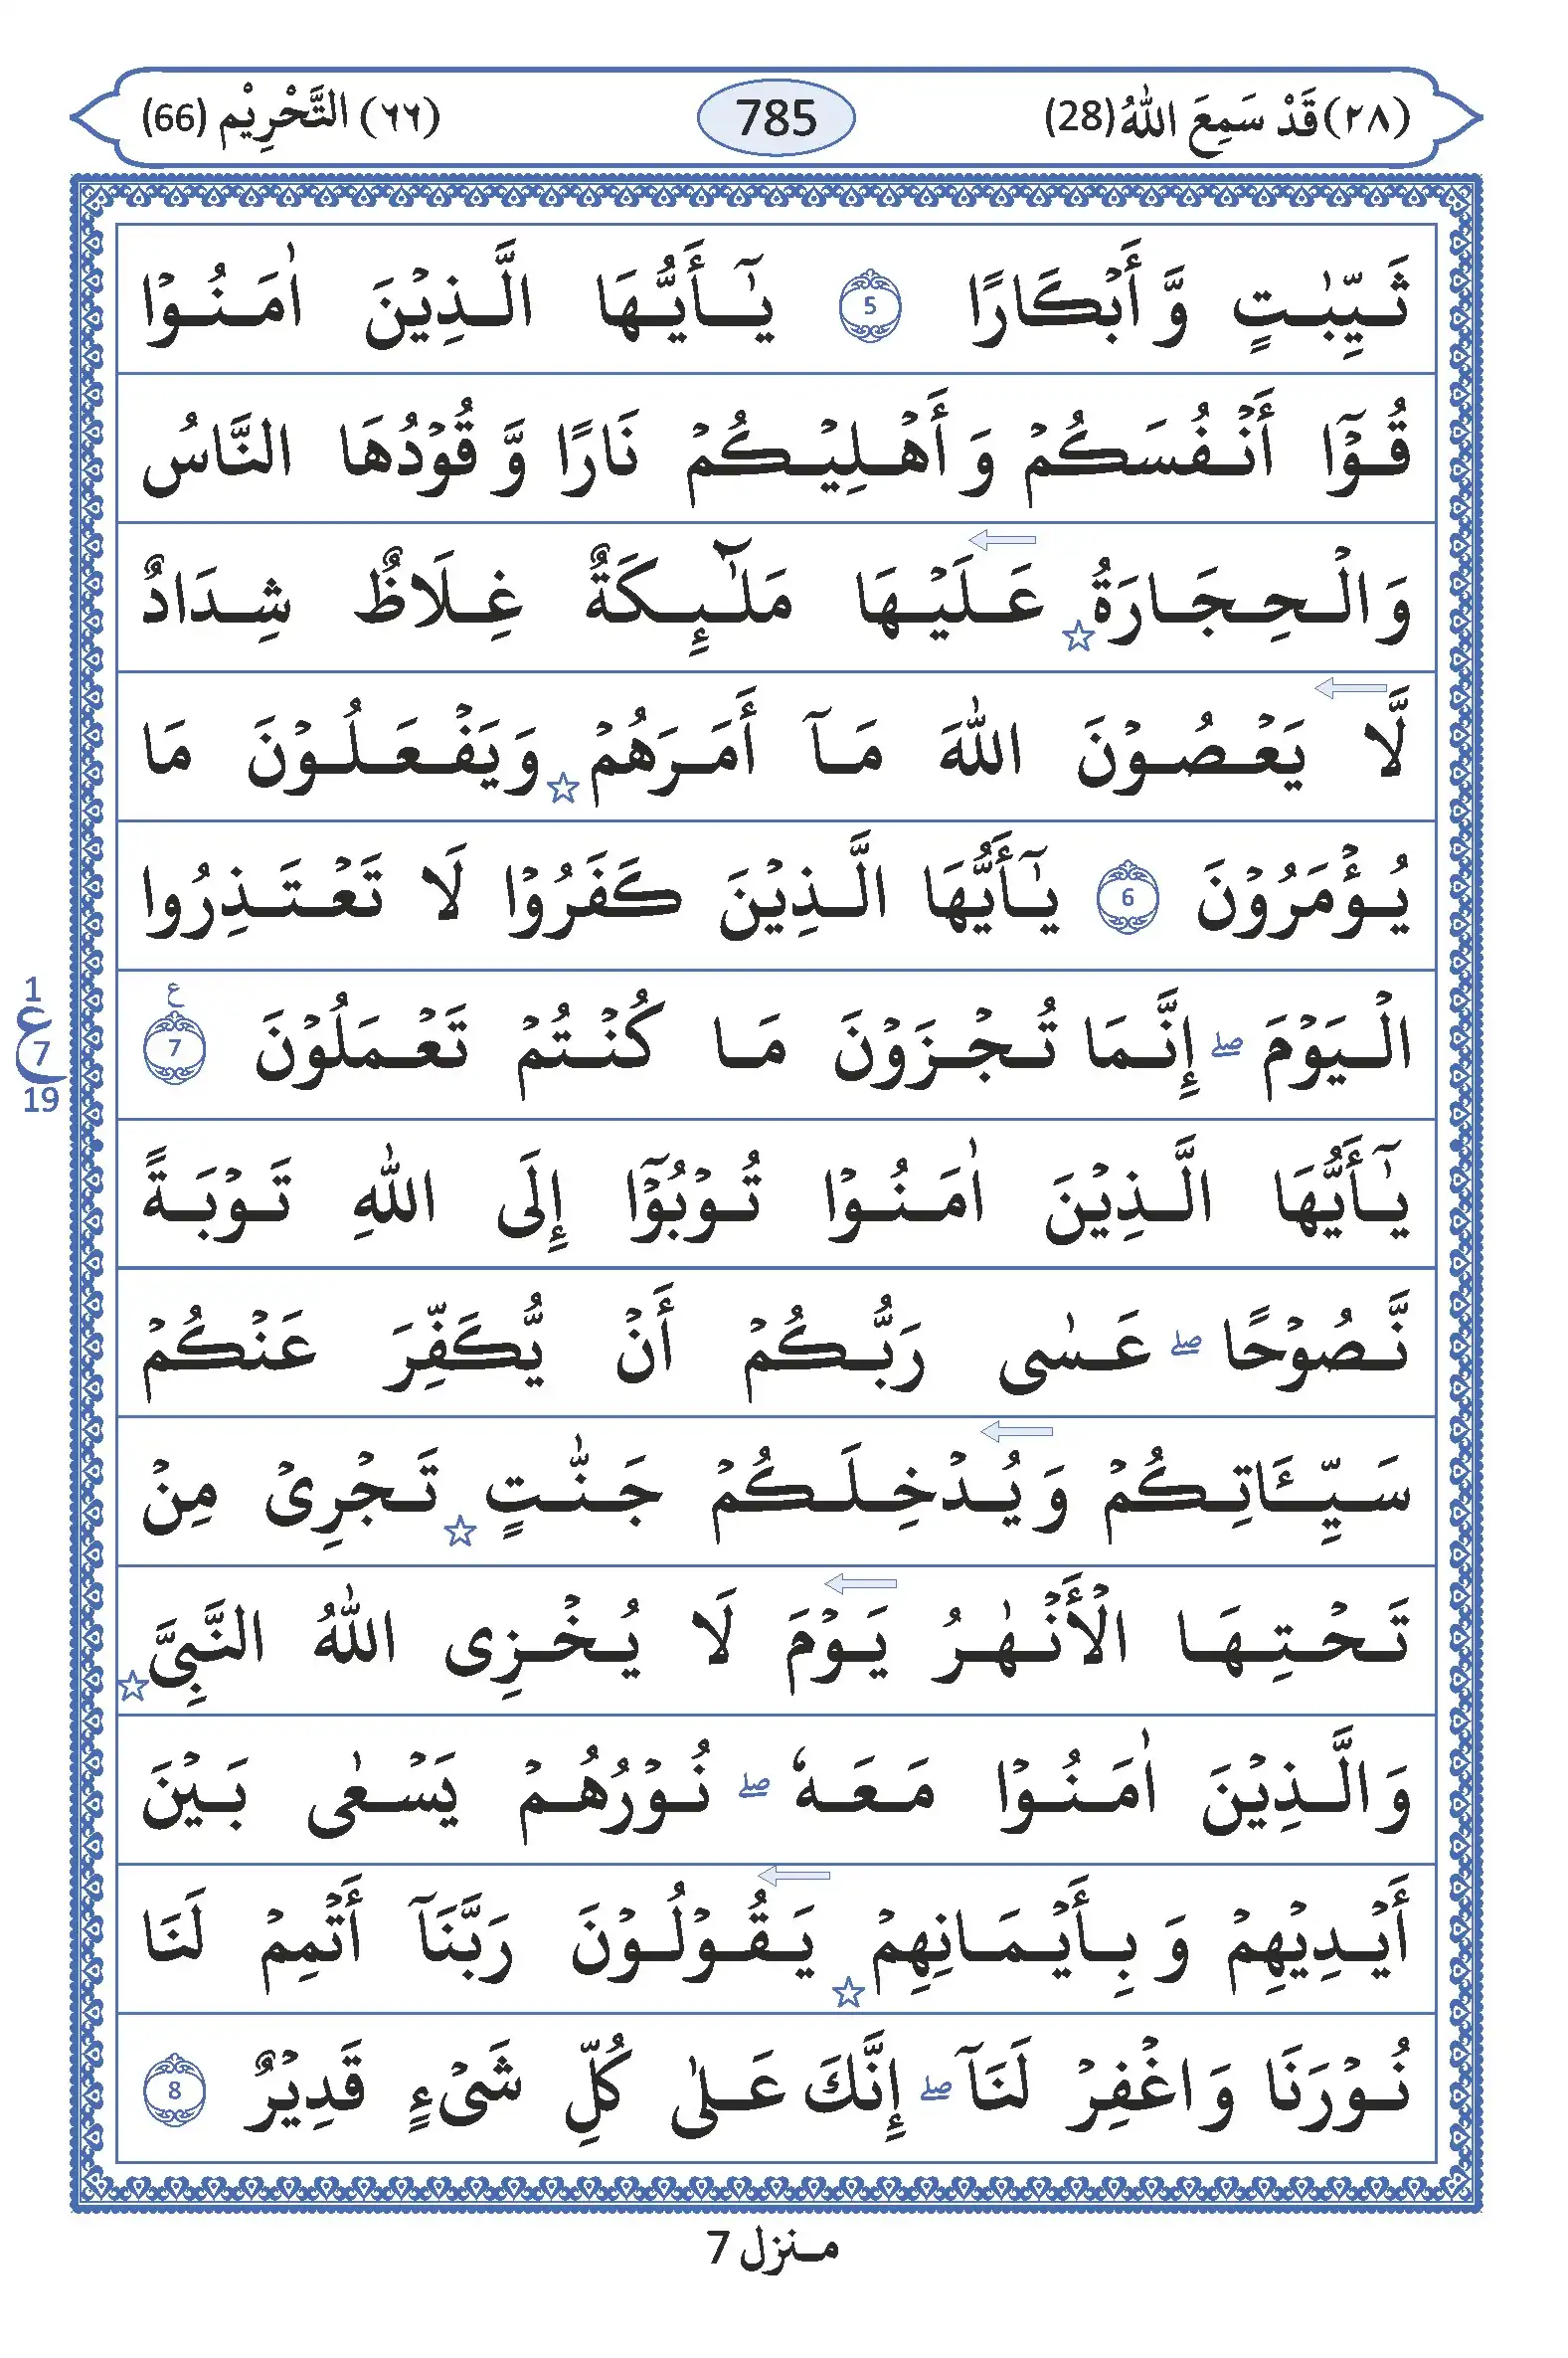 (٢٨) قَدْ سَمِعَ اللّٰهُ (28) 785 (٦٦) التَّحْرِيْم (66)
ثَيِّبٰتٍ وَّ أَبْكَارًا 5 يٰٓأَيُّهَا الَّذِيْنَ اٰمَنُوْا
قُوْٓا أَنْفُسَكُمْ وَ أَهْلِيْكُمْ نَارًا وَّ قُوْدُهَا النَّاسُ
وَ الْحِجَارَةُ ☆ عَلَيْهَا مَلٰٓئِكَةٌ غِلَاظٌ شِدَادٌ
لَّا يَعْصُوْنَ اللّٰهَ مَآ أَمَرَهُمْ ☆ وَيَفْعَلُوْنَ مَا
يُؤْمَرُوْنَ 6 يٰٓأَيُّهَا الَّذِيْنَ كَفَرُوْا لَا تَعْتَذِرُوا
الْيَوْمَ ۖ إِنَّمَا تُجْزَوْنَ مَا كُنْتُمْ تَعْمَلُوْنَ 7 ع
1 ع 7 19
يٰٓأَيُّهَا الَّذِيْنَ اٰمَنُوْا تُوْبُوْٓا إِلَى اللّٰهِ تَوْبَةً
نَّصُوْحًا ۖ عَسٰى رَبُّكُمْ أَنْ يُّكَفِّرَ عَنْكُمْ
سَيِّئَاتِكُمْ وَ يُدْخِلَكُمْ جَنّٰتٍ ☆ تَجْرِىْ مِنْ
تَحْتِهَا الْأَنْهٰرُ يَوْمَ لَا يُخْزِى اللّٰهُ النَّبِىَّ ☆
وَ الَّذِيْنَ اٰمَنُوْا مَعَهٗ ۖ نُوْرُهُمْ يَسْعٰى بَيْنَ
أَيْدِيْهِمْ وَ بِأَيْمَانِهِمْ ☆ يَقُوْلُوْنَ رَبَّنَآ أَتْمِمْ لَنَا
نُوْرَنَا وَ اغْفِرْ لَنَآ ۖ إِنَّكَ عَلٰى كُلِّ شَىْءٍ قَدِيْرٌ 8
مـنزل 7